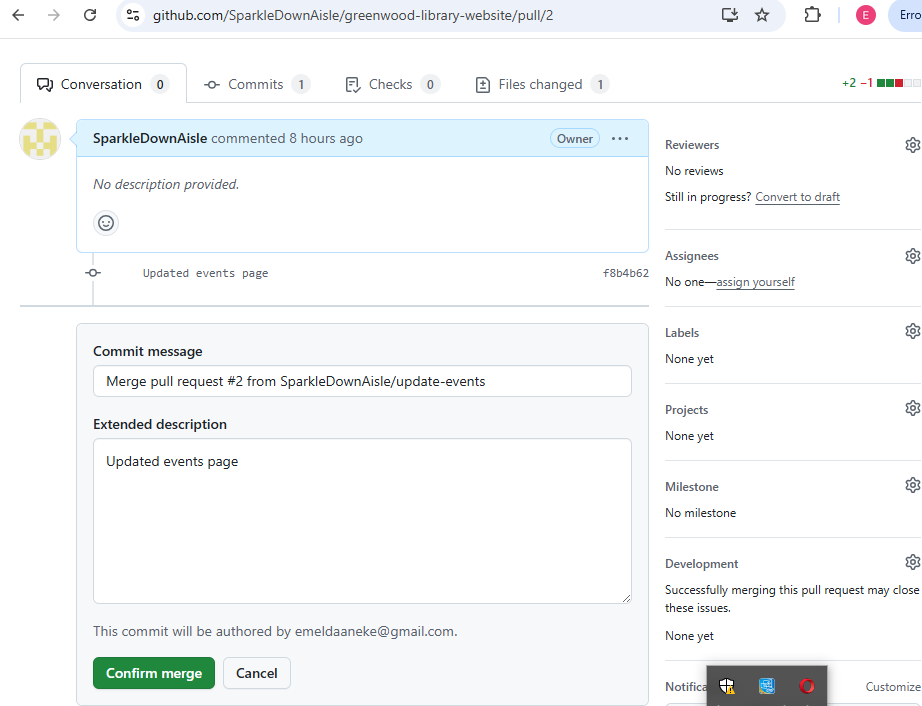 github.com/SparkleDownAisle/greenwood-library-website/pull/2
E
Erro
Conversation 0
Commits 1
Checks 0
Files changed 1
+2 −1
SparkleDownAisle commented 8 hours ago
Owner
No description provided.
Updated events page
f8b4b62
Commit message
Merge pull request #2 from SparkleDownAisle/update-events
Extended description
Updated events page
This commit will be authored by emeldaaneke@gmail.com.
Confirm merge
Cancel
Reviewers
No reviews
Still in progress? Convert to draft
Assignees
No one—assign yourself
Labels
None yet
Projects
None yet
Milestone
No milestone
Development
Successfully merging this pull request may close
these issues.
None yet
Notifica
Customize